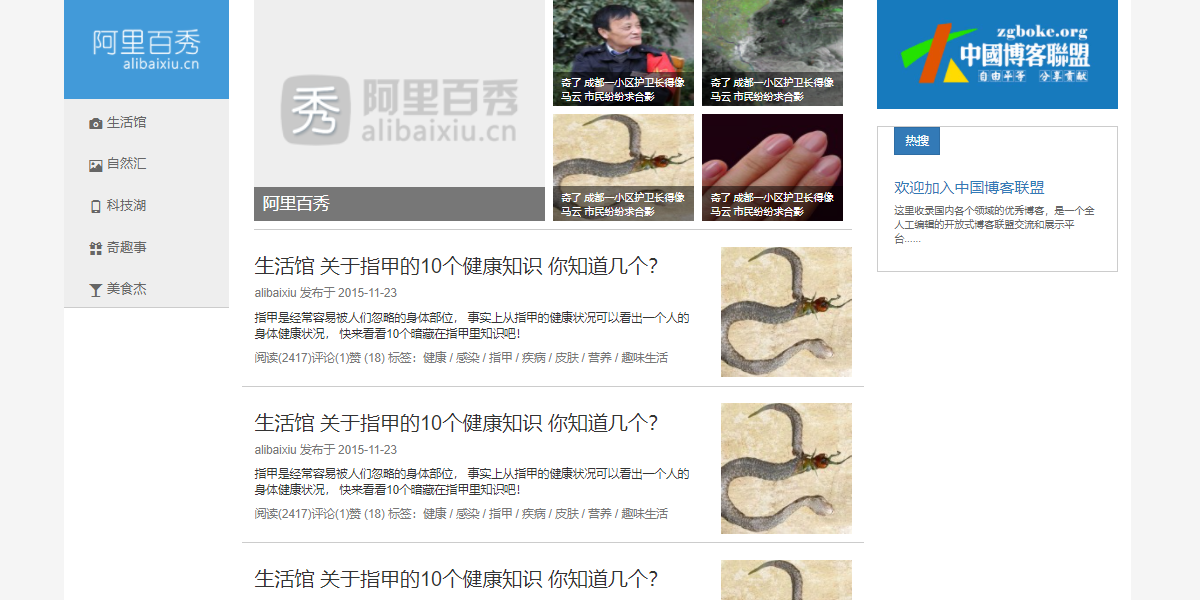 阿里百秀
alibaixiu.cn
生活馆
自然汇
科技湖
奇趣事
美食杰
秀 阿里百秀
alibaixiu.cn
阿里百秀
奇了 成都一小区护卫长得像
马云 市民纷纷求合影
奇了 成都一小区护卫长得像
马云 市民纷纷求合影
奇了 成都一小区护卫长得像
马云 市民纷纷求合影
奇了 成都一小区护卫长得像
马云 市民纷纷求合影
生活馆 关于指甲的10个健康知识 你知道几个？
alibaixiu 发布于 2015-11-23
指甲是经常容易被人们忽略的身体部位， 事实上从指甲的健康状况可以看出一个人的
身体健康状况， 快来看看10个暗藏在指甲里知识吧！
阅读(2417)评论(1)赞 (18) 标签：健康 / 感染 / 指甲 / 疾病 / 皮肤 / 营养 / 趣味生活
生活馆 关于指甲的10个健康知识 你知道几个？
alibaixiu 发布于 2015-11-23
指甲是经常容易被人们忽略的身体部位， 事实上从指甲的健康状况可以看出一个人的
身体健康状况， 快来看看10个暗藏在指甲里知识吧！
阅读(2417)评论(1)赞 (18) 标签：健康 / 感染 / 指甲 / 疾病 / 皮肤 / 营养 / 趣味生活
生活馆 关于指甲的10个健康知识 你知道几个？
zgboke.org
中國博客聯盟
自由平等 分享貢獻
热搜
欢迎加入中国博客联盟
这里收录国内各个领域的优秀博客，是一个全
人工编辑的开放式博客联盟交流和展示平
台......